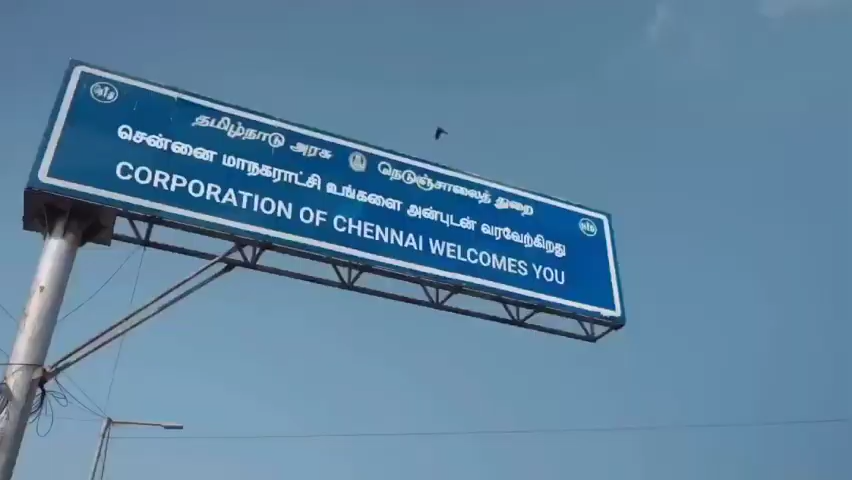 தமிழ்நாடு அரசு நெடுஞ்சாலைத் துறை
சென்னை மாநகராட்சி உங்களை அன்புடன் வரவேற்கிறது
CORPORATION OF CHENNAI WELCOMES YOU